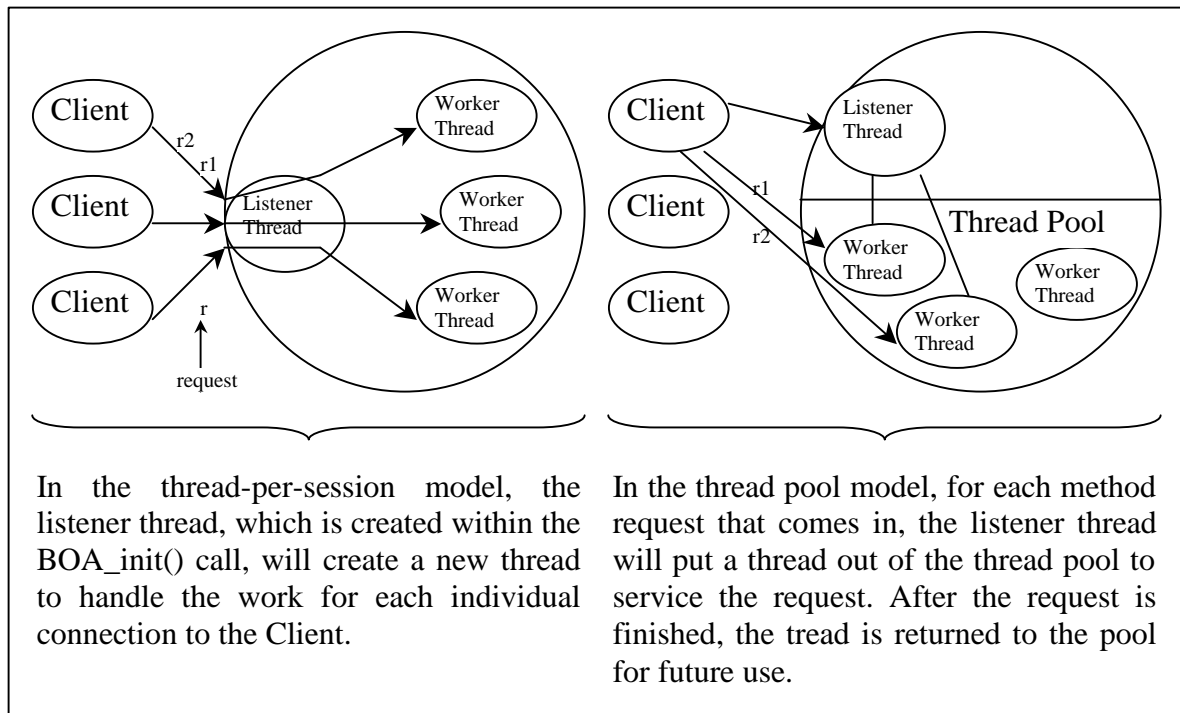 Client
Client
Client
r2
r1
r
request
Listener
Thread
Worker
Thread
Worker
Thread
Worker
Thread
In the thread-per-session model, the
listener thread, which is created within the
BOA_init() call, will create a new thread
to handle the work for each individual
connection to the Client.
Client
Client
Client
r1
r2
Listener
Thread
Thread Pool
Worker
Thread
Worker
Thread
Worker
Thread
In the thread pool model, for each method
request that comes in, the listener thread
will put a thread out of the thread pool to
service the request. After the request is
finished, the tread is returned to the pool
for future use.